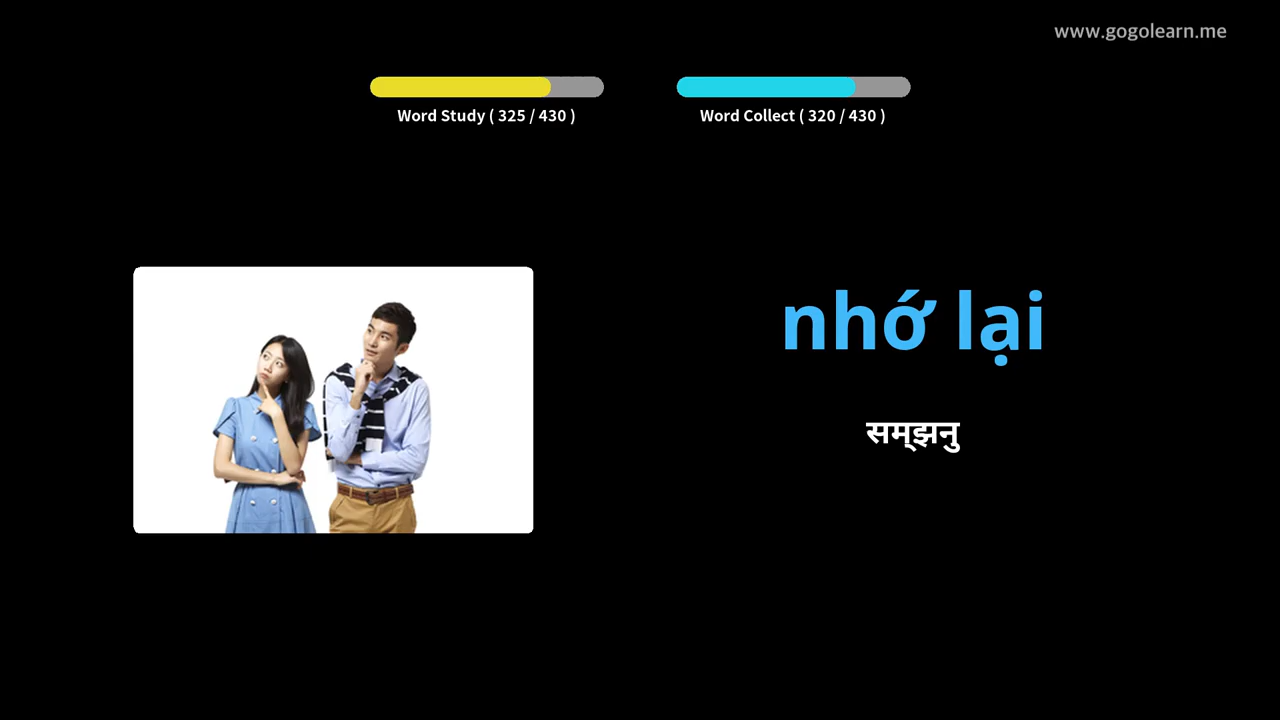 www.gogolearn.me
Word Study ( 325 / 430 )
Word Collect ( 320 / 430 )
nhớ lại
सम्झनु